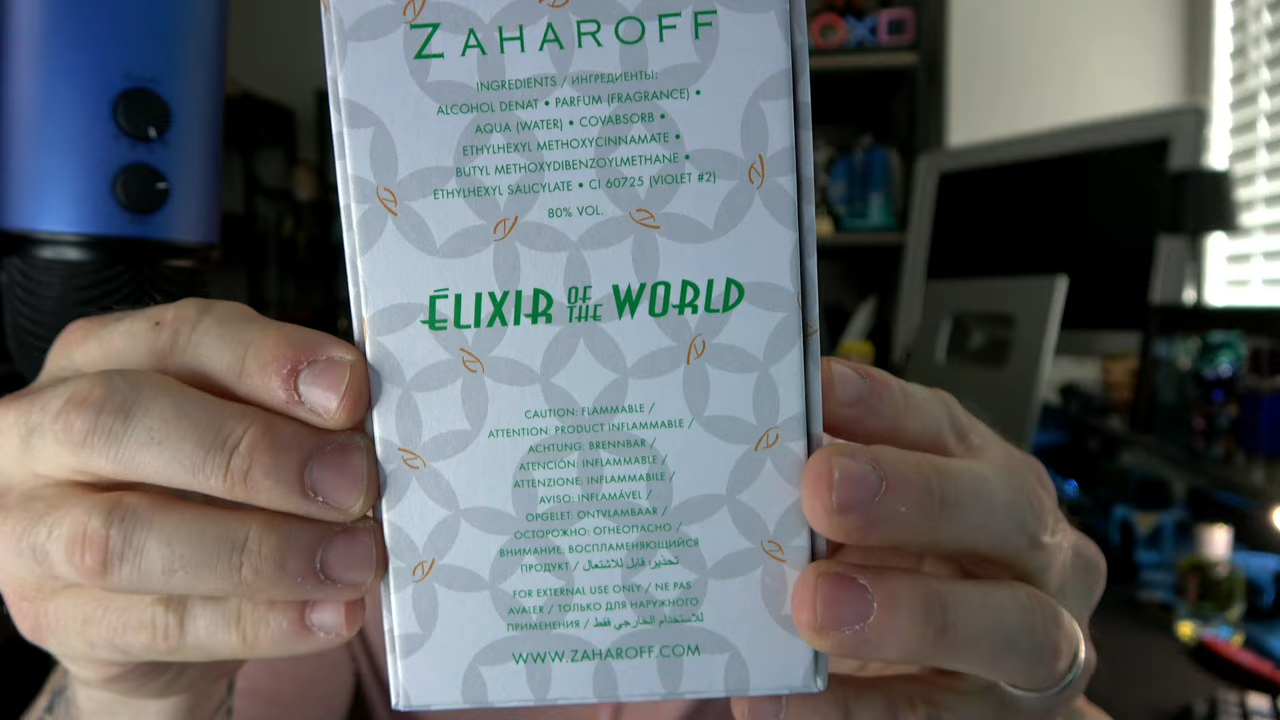 ZAHAROFF
INGREDIENTS / ИНГРЕДИЕНТЫ:
ALCOHOL DENAT • PARFUM (FRAGRANCE) •
AQUA (WATER) • COVABSORB •
ETHYLHEXYL METHOXYCINNAMATE •
BUTYL METHOXYDIBENZOYLMETHANE •
ETHYLHEXYL SALICYLATE • CI 60725 (VIOLET #2)
80% VOL.
ÉLIXIR OF THE WORLD
CAUTION: FLAMMABLE /
ATTENTION: PRODUCT INFLAMMABLE /
ACHTUNG: BRENNBAR /
ATENCIÓN: INFLAMMABLE /
ATTENZIONE: INFLAMMABILE /
AVISO: INFLAMÁVEL /
OPGELET: ONTVLAMBAAR /
ОСТОРОЖНО: ОГНЕОПАСНО /
ВНИМАНИЕ: ВОСПЛАМЕНЯЮЩИЙСЯ
ПРОДУКТ / تحذير: قابل للاشتعال
FOR EXTERNAL USE ONLY / NE PAS
AVALER / ТОЛЬКО ДЛЯ НАРУЖНОГО
ПРИМЕНЕНИЯ / للاستخدام الخارجي فقط
WWW.ZAHAROFF.COM